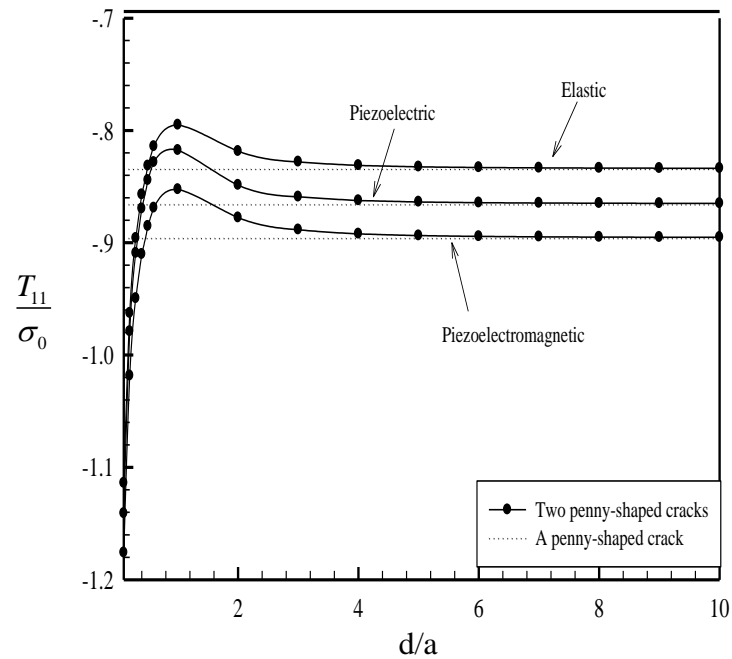 -.7
Elastic
Piezoelectric
-.8
-.9
T₁₁
σ₀
Piezoelectromagnetic
-1.0
-1.1
Two penny-shaped cracks
A penny-shaped crack
-1.2
2 4 6 8 10
d/a